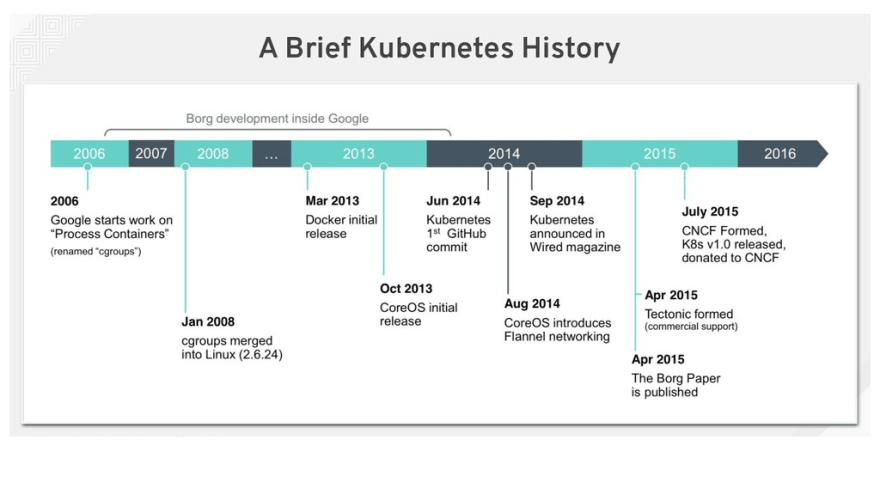 A Brief Kubernetes History
Borg development inside Google
2006
2007
2008
...
2013
2014
2015
2016
2006
Google starts work on
“Process Containers”
(renamed “cgroups”)
Jan 2008
cgroups merged
into Linux (2.6.24)
Mar 2013
Docker initial
release
Oct 2013
CoreOS initial
release
Jun 2014
Kubernetes
1st GitHub
commit
Aug 2014
CoreOS introduces
Flannel networking
Sep 2014
Kubernetes
announced in
Wired magazine
Apr 2015
Tectonic formed
(commercial support)
Apr 2015
The Borg Paper
is published
July 2015
CNCF Formed,
K8s v1.0 released,
donated to CNCF